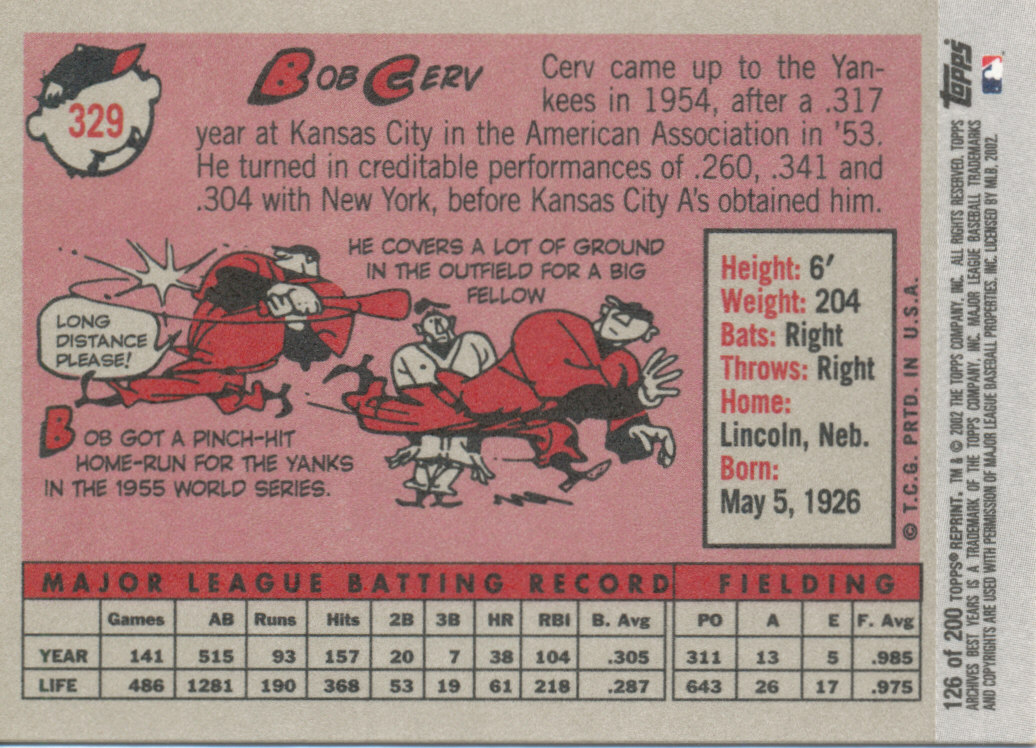 329
BOB CERV
Cerv came up to the Yan-
kees in 1954, after a .317
year at Kansas City in the American Association in '53.
He turned in creditable performances of .260, .341 and
.304 with New York, before Kansas City A's obtained him.
HE COVERS A LOT OF GROUND
IN THE OUTFIELD FOR A BIG
FELLOW
LONG
DISTANCE
PLEASE!
BOB GOT A PINCH-HIT
HOME-RUN FOR THE YANKS
IN THE 1955 WORLD SERIES.
Height: 6′
Weight: 204
Bats: Right
Throws: Right
Home:
Lincoln, Neb.
Born:
May 5, 1926
© T.C.G. PRTD. IN U.S.A.
MAJOR LEAGUE BATTING RECORD FIELDING
Games AB Runs Hits 2B 3B HR RBI B. Avg PO A E F. Avg
YEAR 141 515 93 157 20 7 38 104 .305 311 13 5 .985
LIFE 486 1281 190 368 53 19 61 218 .287 643 26 17 .975
topps
126 of 200 TOPPS® REPRINT. TM & © 2002 THE TOPPS COMPANY, INC. ALL RIGHTS RESERVED. TOPPS
ARCHIVES BEST YEARS IS A TRADEMARK OF THE TOPPS COMPANY, INC. MAJOR LEAGUE BASEBALL TRADEMARKS
AND COPYRIGHTS ARE USED WITH PERMISSION OF MAJOR LEAGUE BASEBALL PROPERTIES, INC. LICENSED BY MLB, 2002.